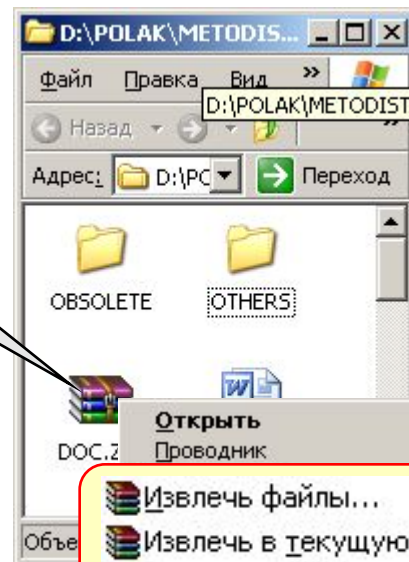 D:\POLAK\METODIS...
Файл Правка Вид »
D:\POLAK\METODIST
Назад »
Адрес: D:\PC Переход
OBSOLETE OTHERS
DOC.Z
Открыть
Проводник
Извлечь файлы...
Извлечь в текущую
Объе